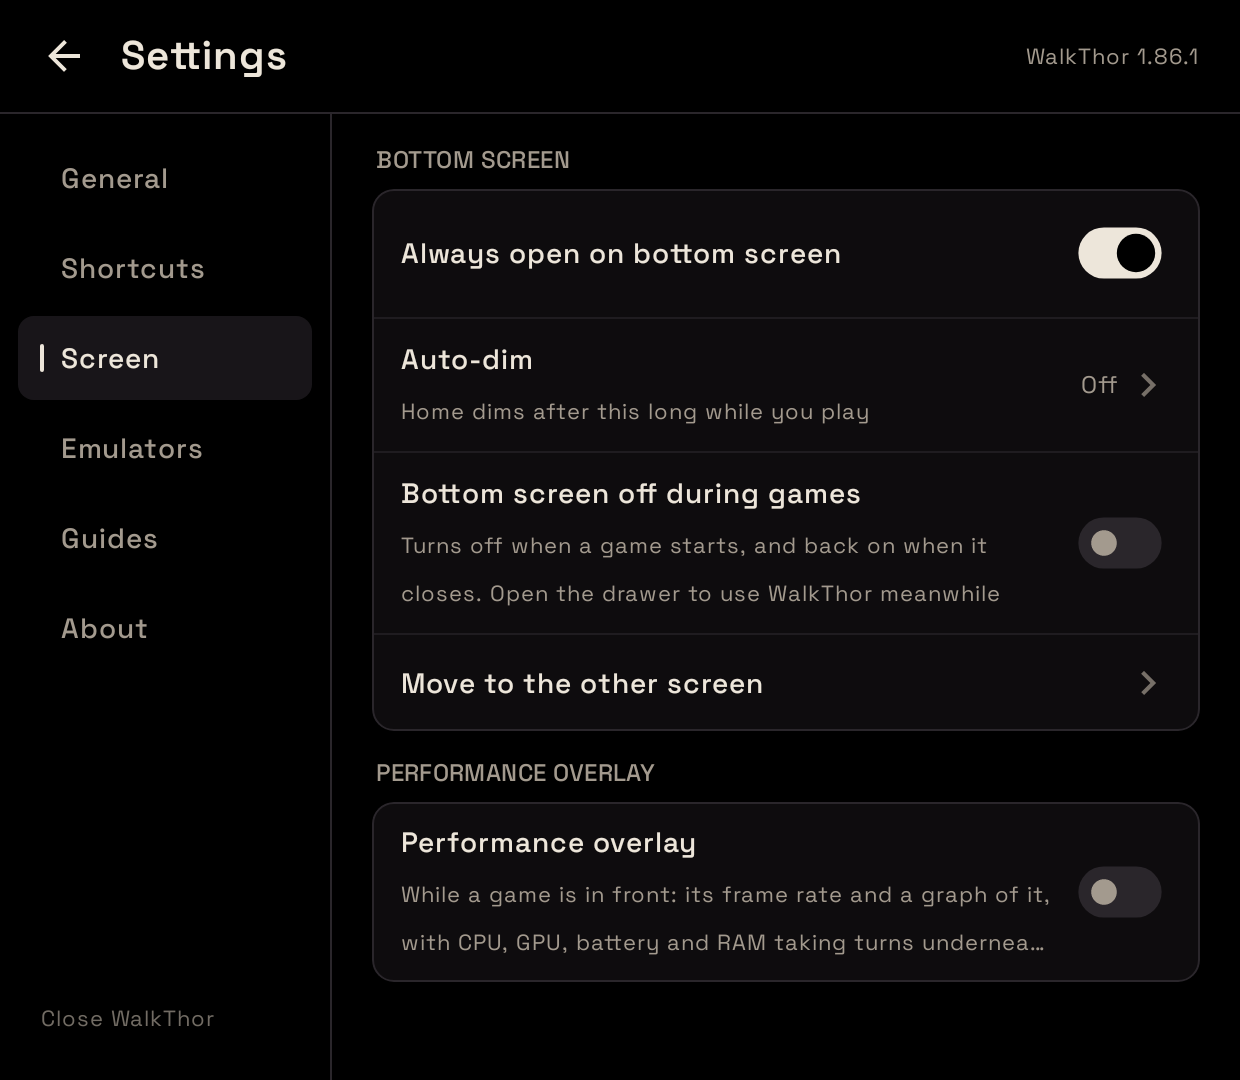 Settings
WalkThor 1.86.1
General
Shortcuts
Screen
Emulators
Guides
About
Close WalkThor
BOTTOM SCREEN
Always open on bottom screen
Auto-dim
Home dims after this long while you play
Off
Bottom screen off during games
Turns off when a game starts, and back on when it
closes. Open the drawer to use WalkThor meanwhile
Move to the other screen
PERFORMANCE OVERLAY
Performance overlay
While a game is in front: its frame rate and a graph of it,
with CPU, GPU, battery and RAM taking turns undernea…